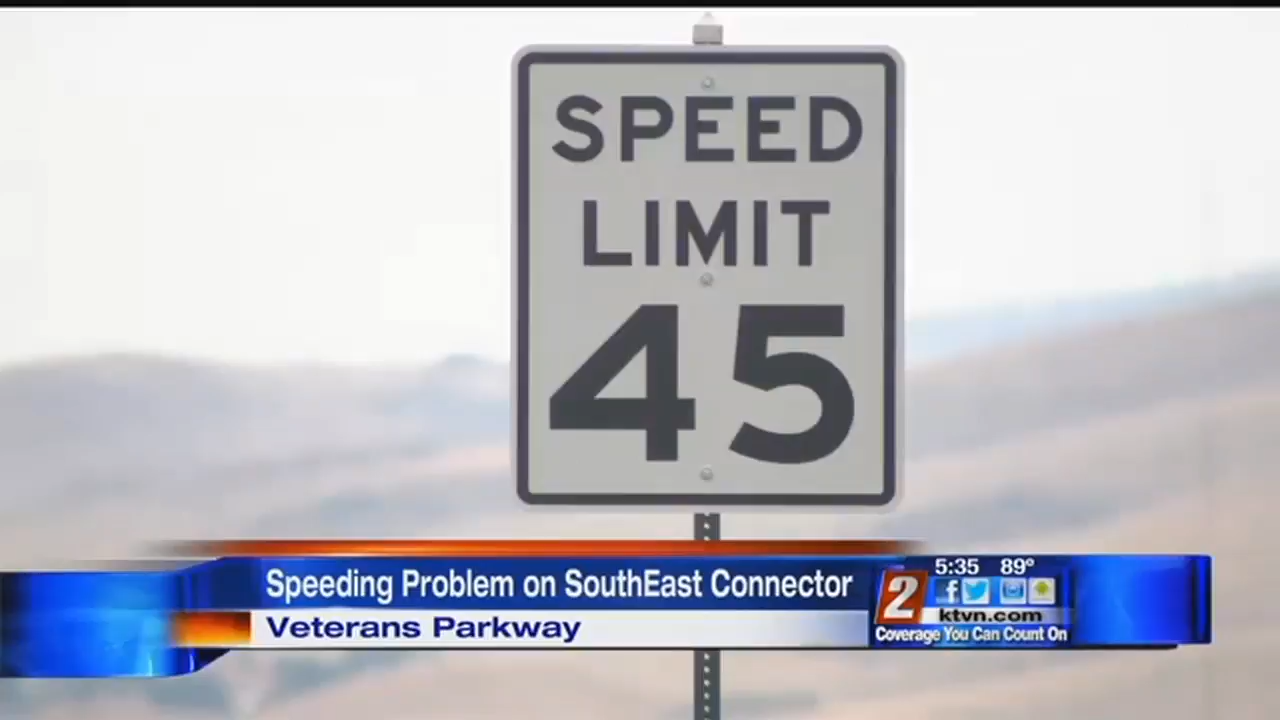 SPEED
LIMIT
45
Speeding Problem on SouthEast Connector
Veterans Parkway
2
5:35 89°
ktvn.com
Coverage You Can Count On